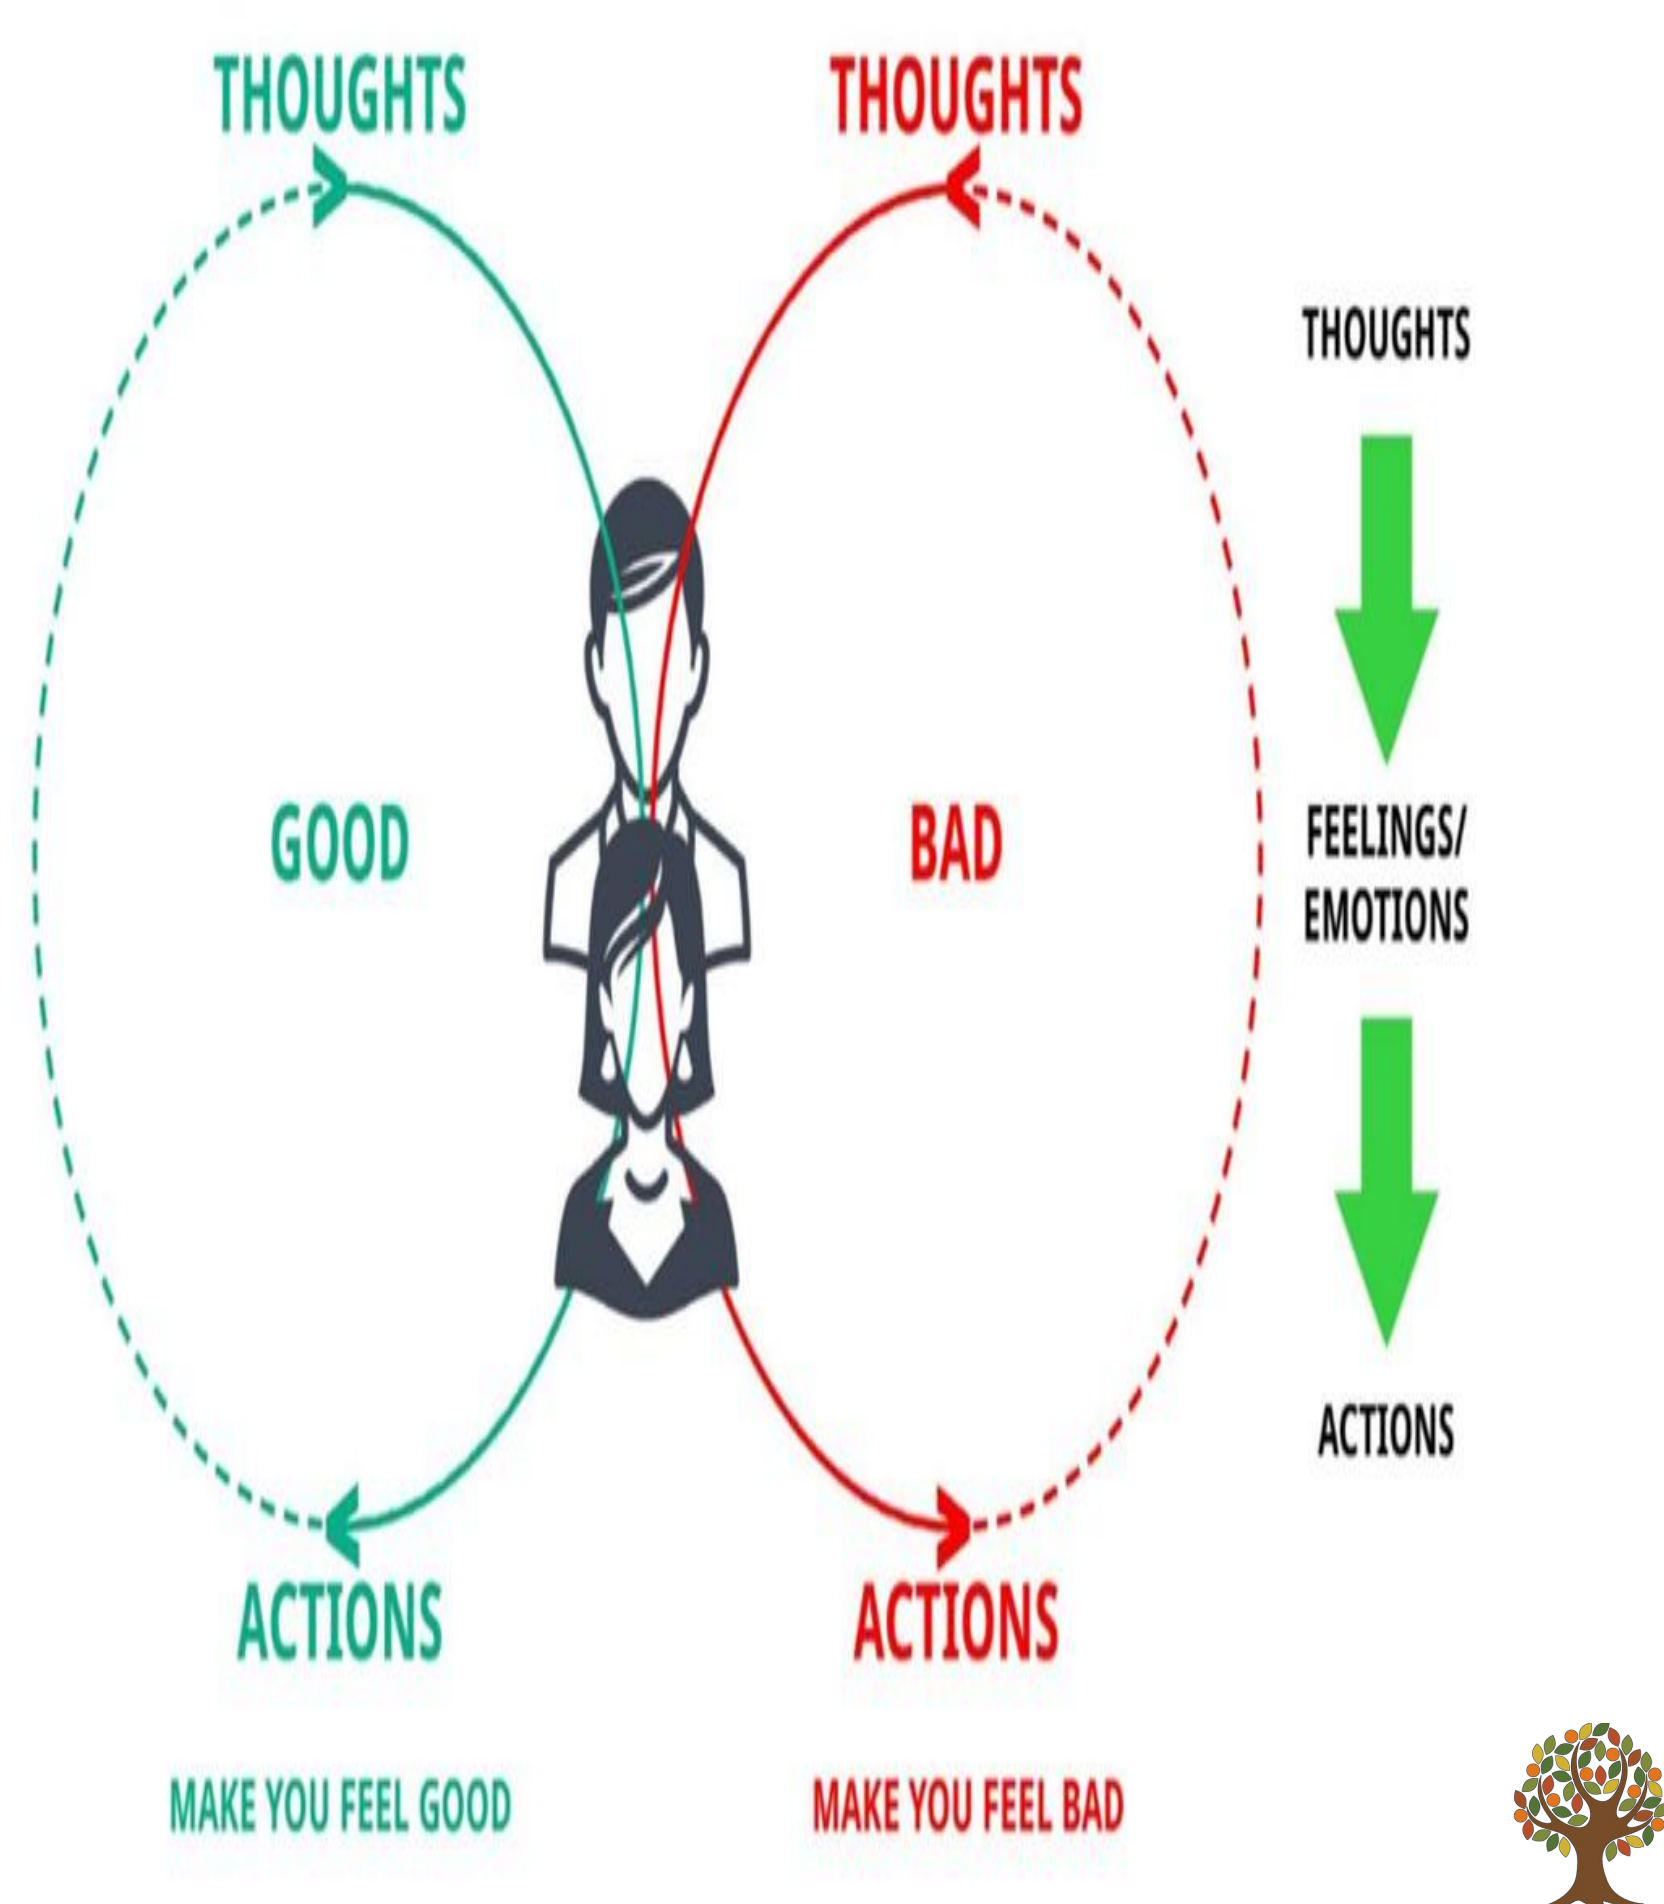 THOUGHTS
THOUGHTS
THOUGHTS
GOOD
BAD
FEELINGS/
EMOTIONS
ACTIONS
ACTIONS
ACTIONS
MAKE YOU FEEL GOOD
MAKE YOU FEEL BAD